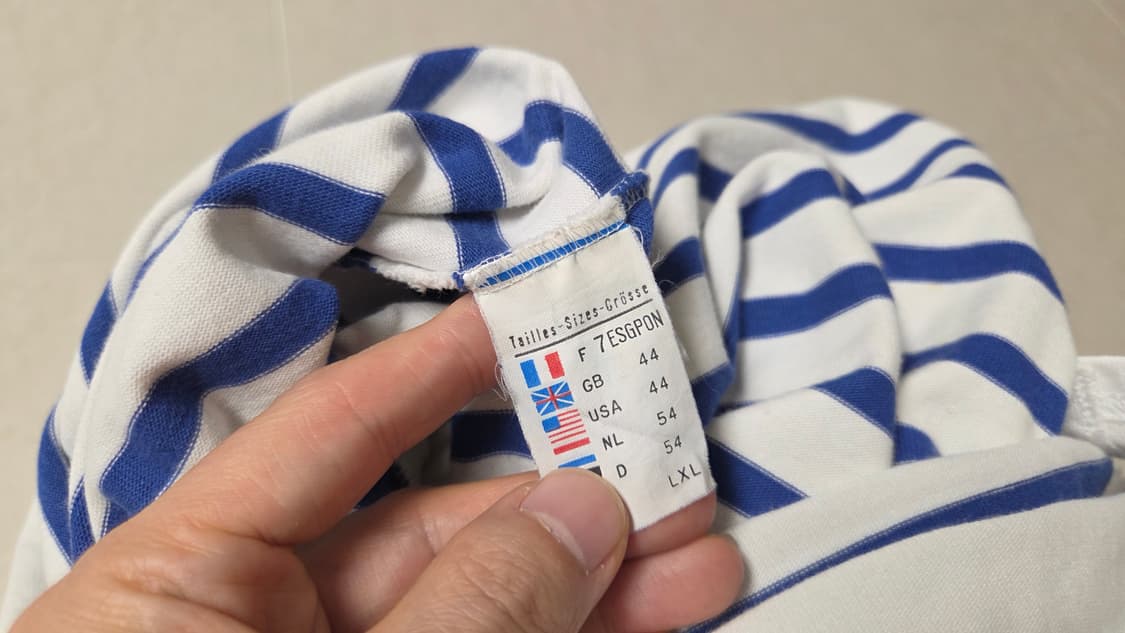 Tailles-Sizes-Grösse
F 7ESGPON
GB 44
USA 44
NL 54
D 54
LXL